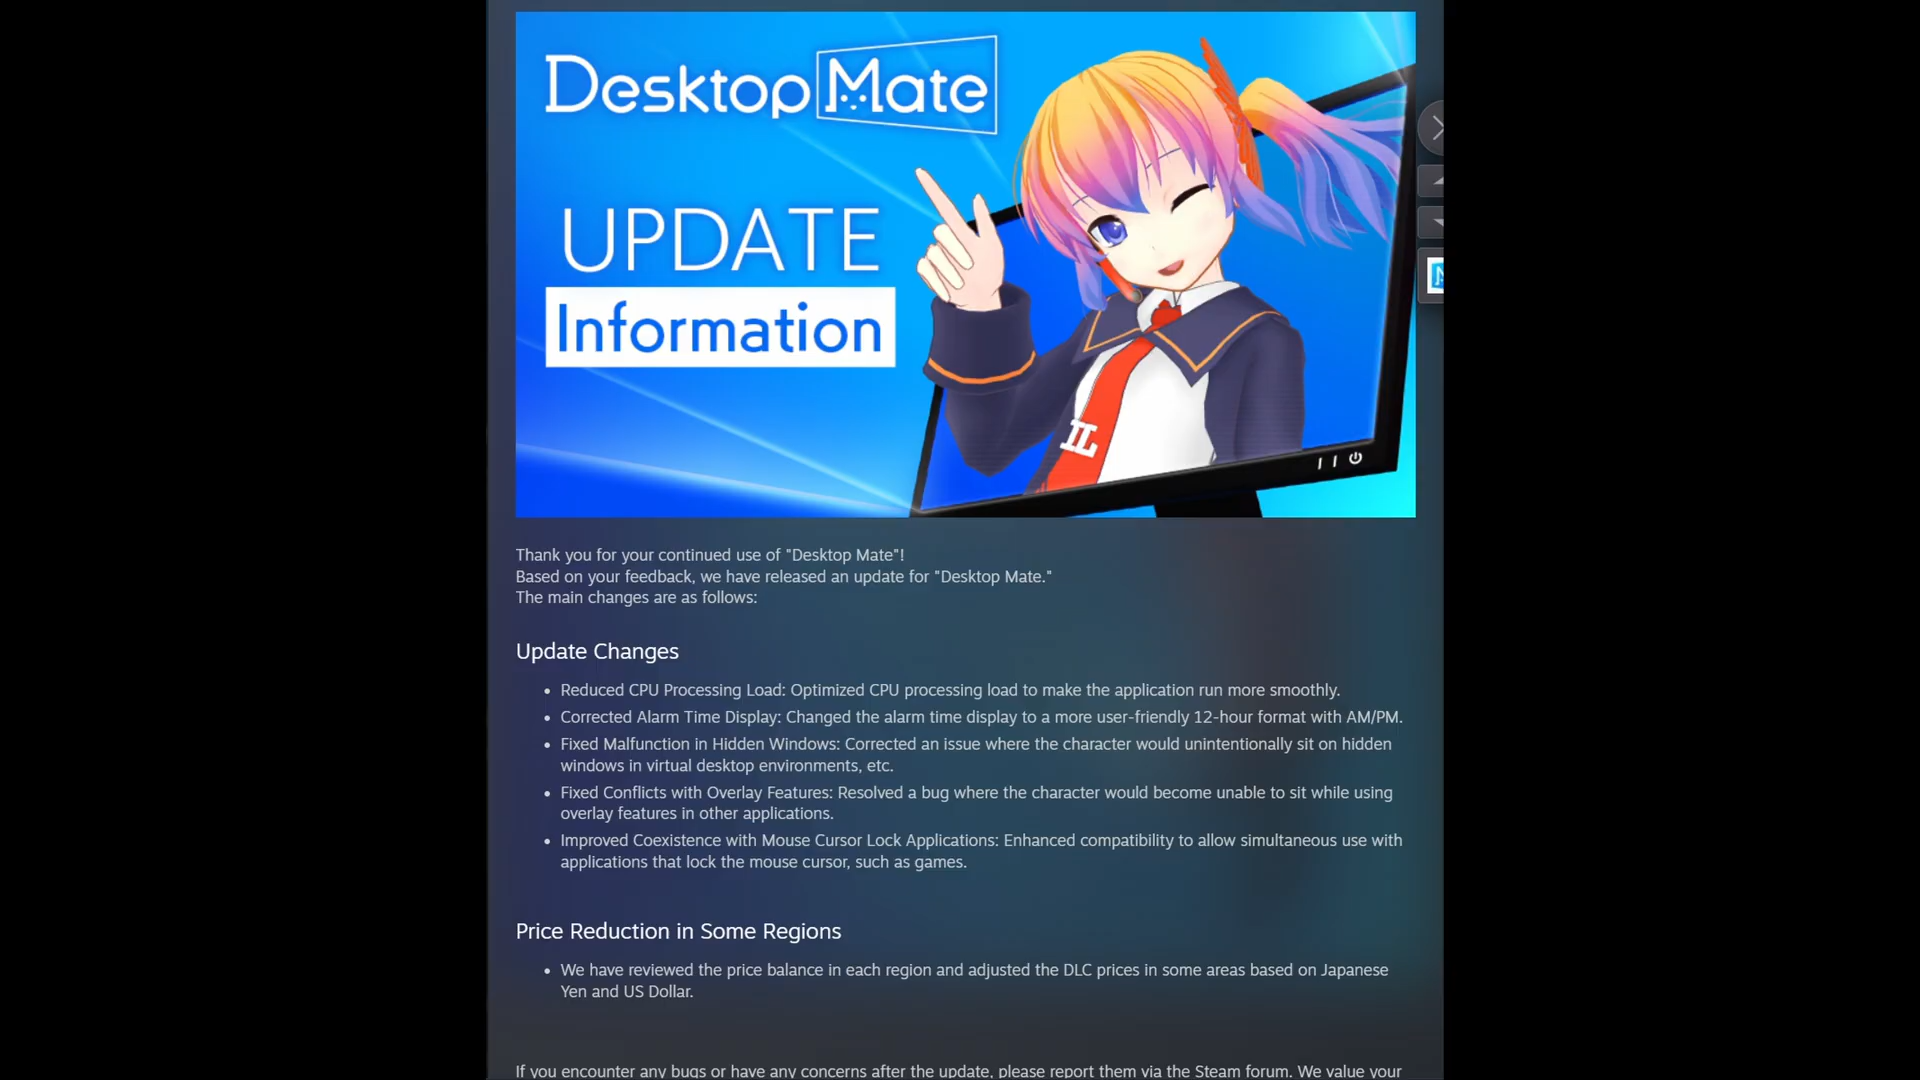 Desktop Mate
UPDATE
Information
Thank you for your continued use of "Desktop Mate"!
Based on your feedback, we have released an update for "Desktop Mate."
The main changes are as follows:
Update Changes
• Reduced CPU Processing Load: Optimized CPU processing load to make the application run more smoothly.
• Corrected Alarm Time Display: Changed the alarm time display to a more user-friendly 12-hour format with AM/PM.
• Fixed Malfunction in Hidden Windows: Corrected an issue where the character would unintentionally sit on hidden
windows in virtual desktop environments, etc.
• Fixed Conflicts with Overlay Features: Resolved a bug where the character would become unable to sit while using
overlay features in other applications.
• Improved Coexistence with Mouse Cursor Lock Applications: Enhanced compatibility to allow simultaneous use with
applications that lock the mouse cursor, such as games.
Price Reduction in Some Regions
• We have reviewed the price balance in each region and adjusted the DLC prices in some areas based on Japanese
Yen and US Dollar.
If you encounter any bugs or have any concerns after the update, please report them via the Steam forum. We value your